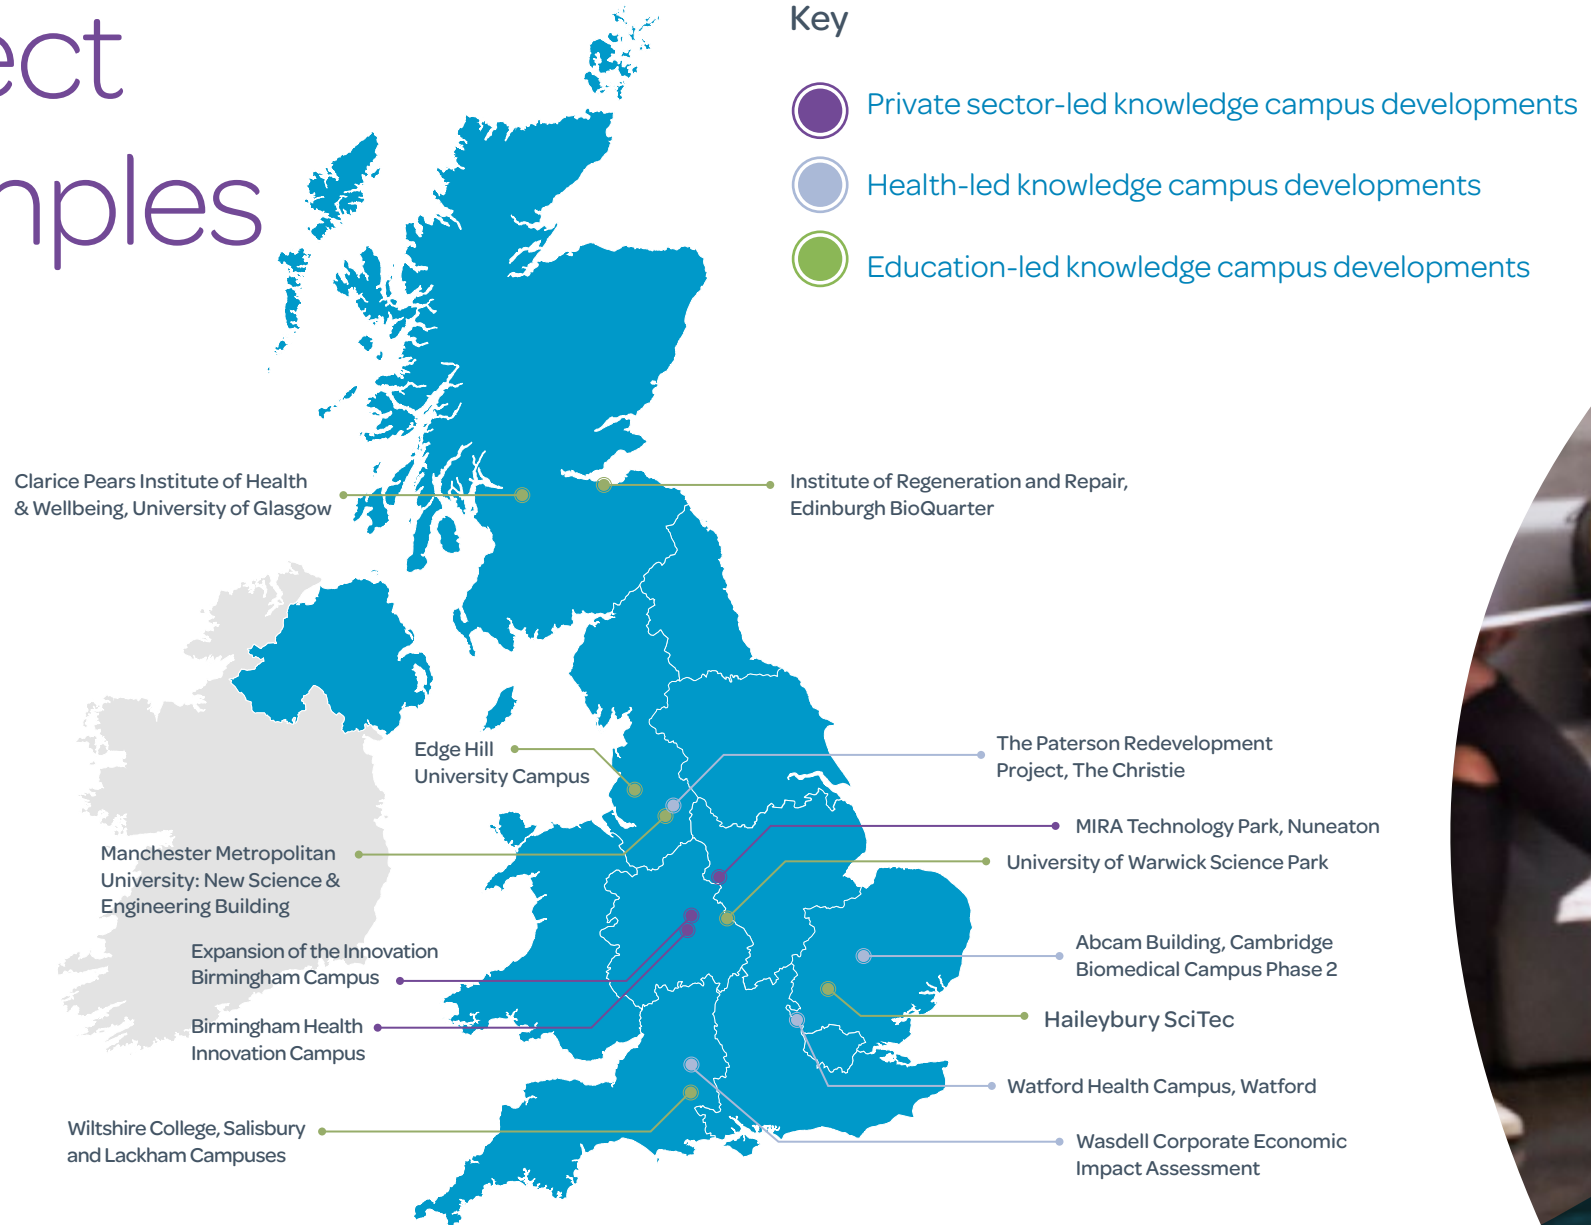 ect
nples
Key
Private sector-led knowledge campus developments
Health-led knowledge campus developments
Education-led knowledge campus developments
Clarice Pears Institute of Health
& Wellbeing, University of Glasgow
Institute of Regeneration and Repair,
Edinburgh BioQuarter
Edge Hill
University Campus
The Paterson Redevelopment
Project, The Christie
MIRA Technology Park, Nuneaton
University of Warwick Science Park
Manchester Metropolitan
University: New Science &
Engineering Building
Expansion of the Innovation
Birmingham Campus
Abcam Building, Cambridge
Biomedical Campus Phase 2
Haileybury SciTec
Birmingham Health
Innovation Campus
Watford Health Campus, Watford
Wiltshire College, Salisbury
and Lackham Campuses
Wasdell Corporate Economic
Impact Assessment